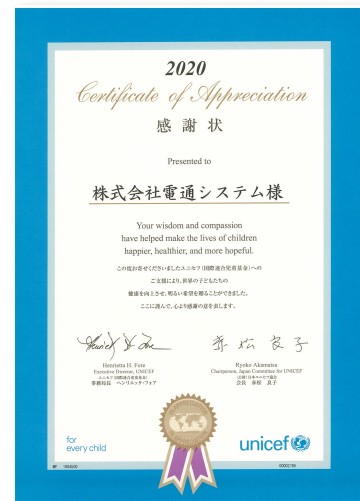 2020
Certificate of Appreciation
感謝状
Presented to
株式会社電通システム様
Your wisdom and compassion
have helped make the lives of children
happier, healthier, and more hopeful.
この度お寄せくださいましたユニセフ(国際連合児童基金)への
ご支援により、世界の子どもたちの
健康を向上させ、明るい希望を贈ることができました。
ここに謹んで、心より感謝の意を表します。
Henrietta H. Fore
Executive Director, UNICEF
ユニセフ(国際連合児童基金)
事務局長 ヘンリエッタ・フォア
赤松良子
Ryoko Akamatsu
Chairperson, Japan Committee for UNICEF
(公財)日本ユニセフ協会
会長 赤松 良子
for
every child
unicef